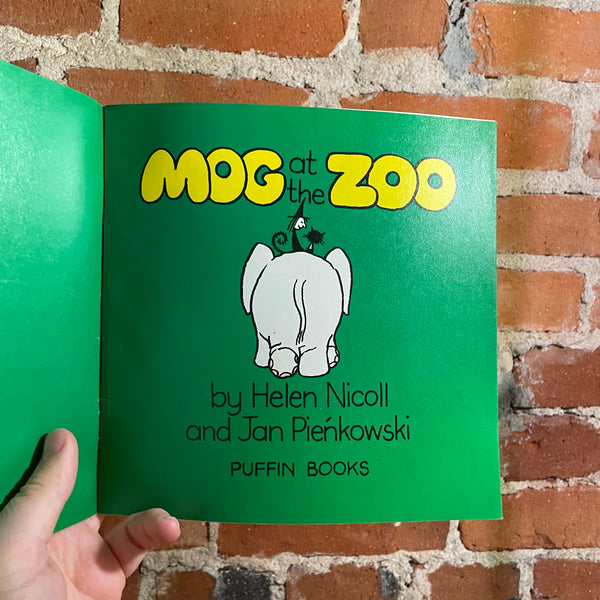 MOG at the ZOO
by Helen Nicoll
and Jan Pieńkowski
PUFFIN BOOKS